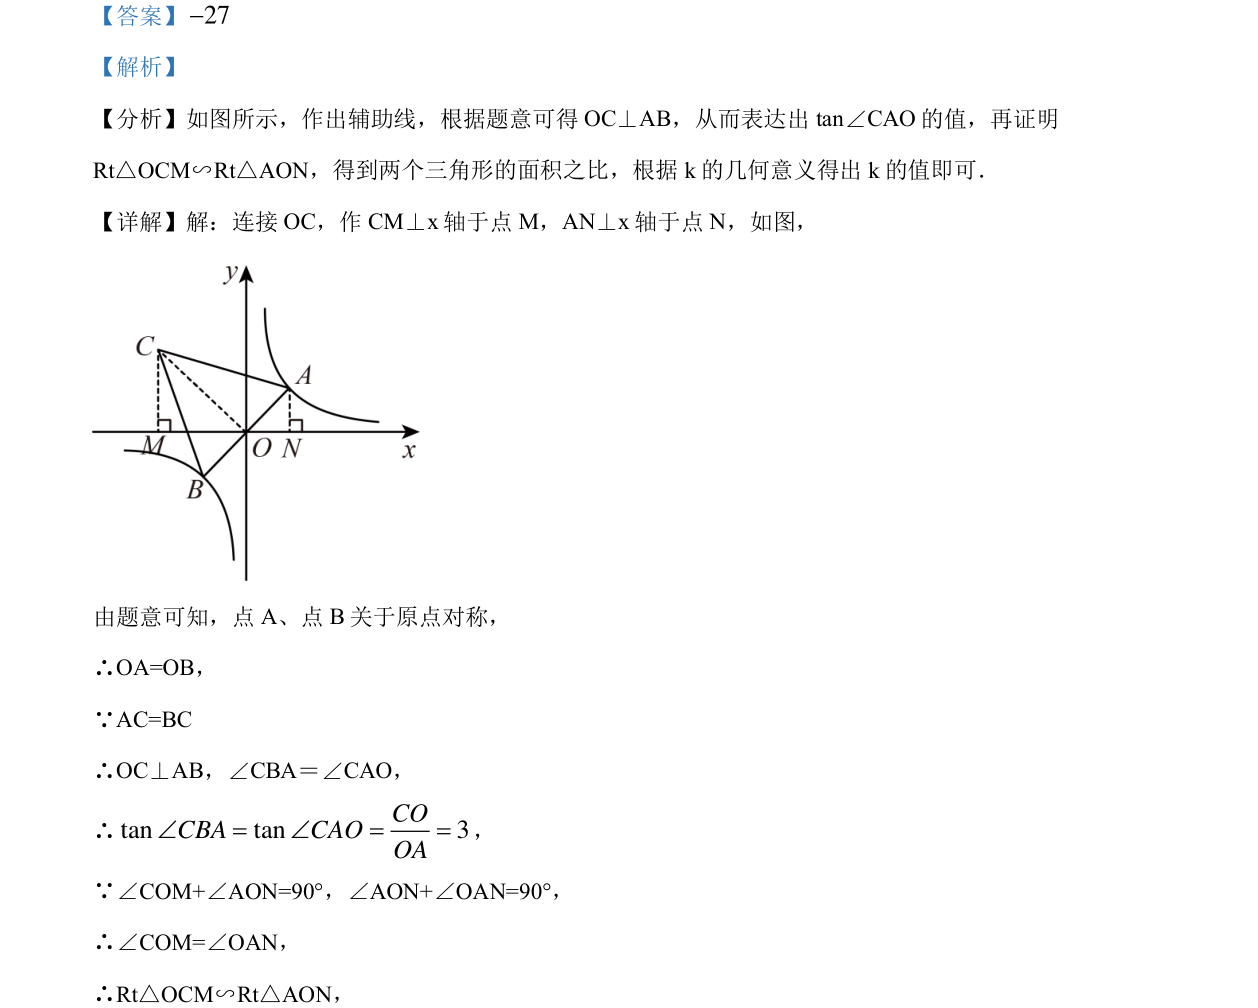 【答案】−27
【解析】
【分析】如图所示，作出辅助线，根据题意可得 OC⊥AB，从而表达出 tan∠CAO 的值，再证明
Rt△OCM∽Rt△AON，得到两个三角形的面积之比，根据 k 的几何意义得出 k 的值即可．
【详解】解：连接 OC，作 CM⊥x 轴于点 M，AN⊥x 轴于点 N，如图，
y
C
A
M
O N
x
B
由题意可知，点 A、点 B 关于原点对称，
∴OA=OB，
∵AC=BC
∴OC⊥AB，∠CBA＝∠CAO，
∴ tan∠CBA = tan∠CAO = CO/OA = 3，
∵∠COM+∠AON=90°，∠AON+∠OAN=90°，
∴∠COM=∠OAN，
∴Rt△OCM∽Rt△AON，